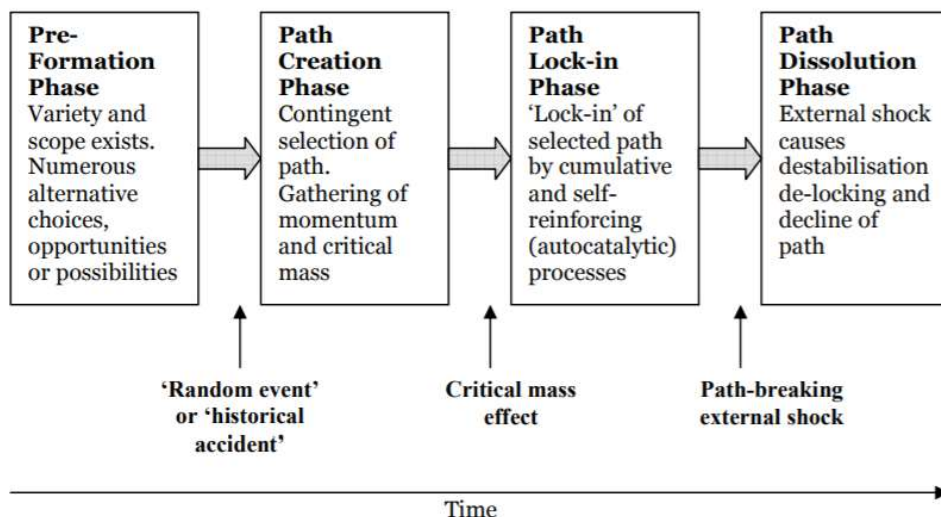 Pre-
Formation
Phase
Variety and
scope exists.
Numerous
alternative
choices,
opportunities
or possibilities
Path
Creation
Phase
Contingent
selection of
path.
Gathering of
momentum
and critical
mass
Path
Lock-in
Phase
‘Lock-in’ of
selected path
by cumulative
and self-
reinforcing
(autocatalytic)
processes
Path
Dissolution
Phase
External shock
causes
destabilisation
de-locking and
decline of
path
‘Random event’
or ‘historical
accident’
Critical mass
effect
Path-breaking
external shock
Time